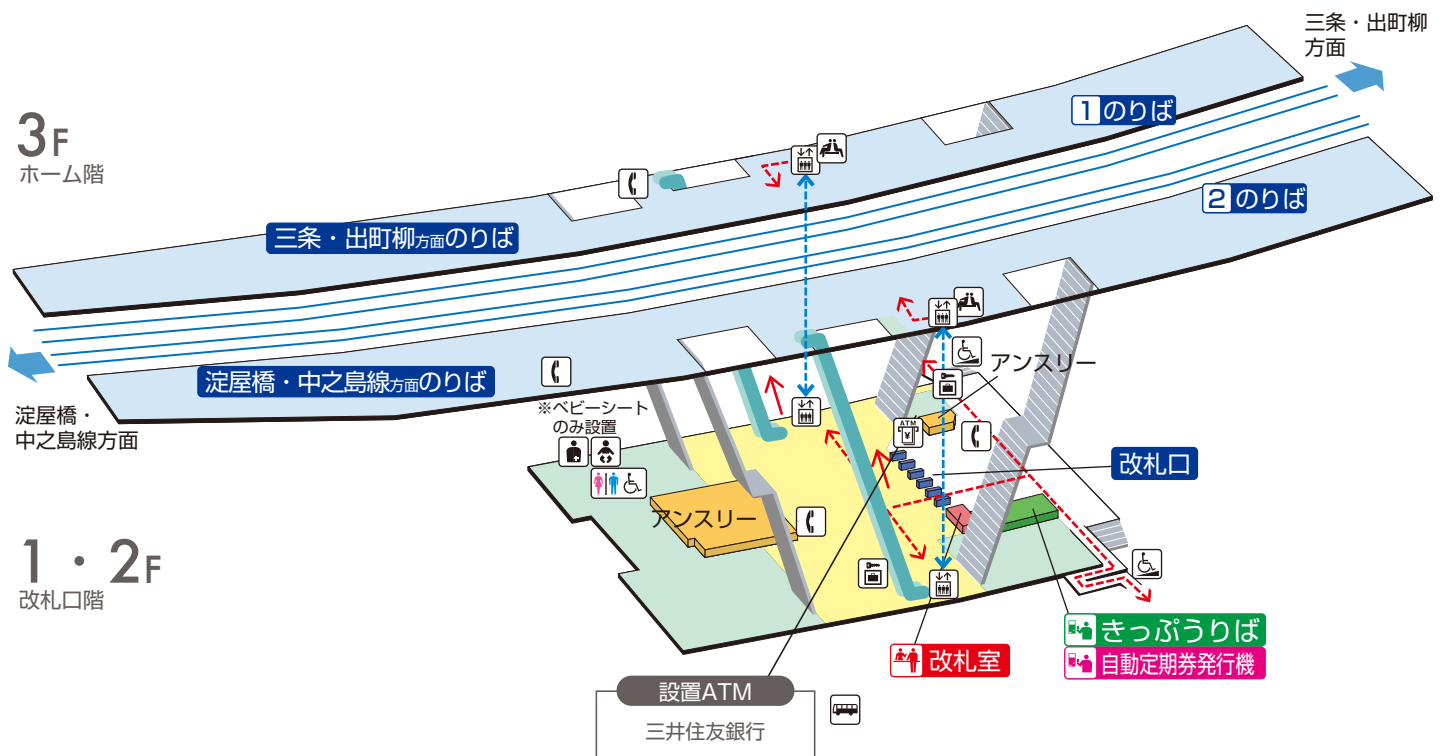 三条・出町柳
方面
3F
ホーム階
1のりば
2のりば
三条・出町柳方面のりば
淀屋橋・中之島線方面のりば
淀屋橋・
中之島線方面
※ベビーシート
のみ設置
アンスリー
ATM
¥
改札口
アンスリー
1・2F
改札口階
きっぷうりば
自動定期券発行機
改札室
設置ATM
三井住友銀行